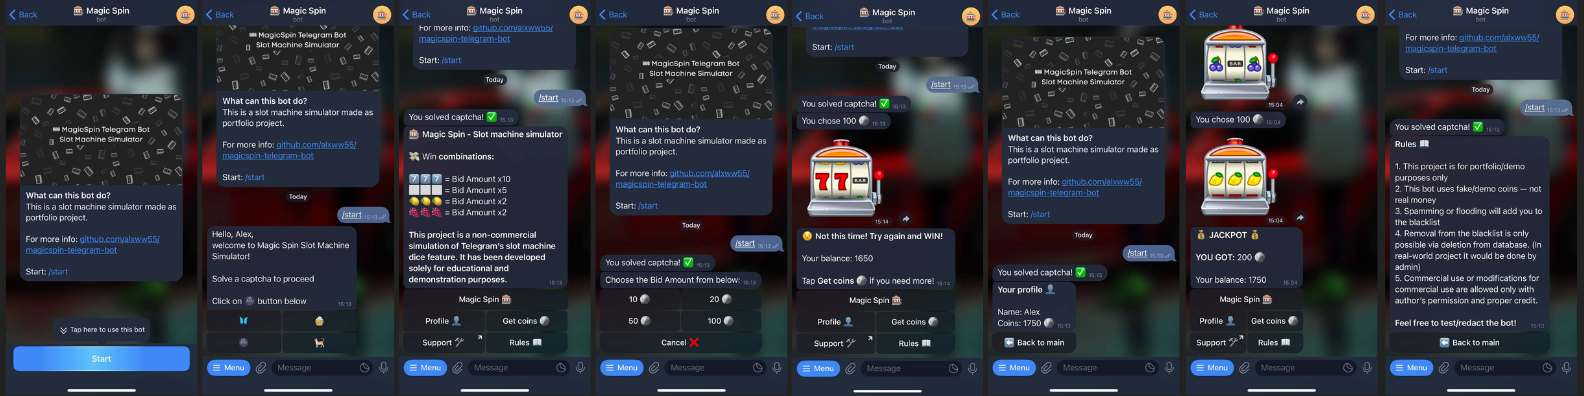 Back
Magic Spin
bot
MagicSpin Telegram Bot
Slot Machine Simulator
What can this bot do?
This is a slot machine simulator made as
portfolio project.
For more info: github.com/alxww55/
magicspin-telegram-bot
Start: /start
Tap here to use this bot
Start
Back
Magic Spin
bot
MagicSpin Telegram Bot
Slot Machine Simulator
What can this bot do?
This is a slot machine simulator made as
portfolio project.
For more info: github.com/alxww55/
magicspin-telegram-bot
Start: /start
Today
/start 15:13
Hello, Alex,
welcome to Magic Spin Slot Machine
Simulator!
Solve a captcha to proceed
Click on button below
15:13
Menu
Message
Back
Magic Spin
bot
For more info: github.com/alxww55/
magicspin-telegram-bot
Start: /start
Today
/start 15:13
You solved captcha! ✅ 15:13
Magic Spin - Slot machine simulator
Win combinations:
7 7 7 = Bid Amount x10
= Bid Amount x5
🍋🍋🍋 = Bid Amount x2
🍇🍇🍇 = Bid Amount x2
This project is a non-commercial
simulation of Telegram's slot machine
dice feature. It has been developed
solely for educational and
demonstration purposes.
15:13
Magic Spin 🎰
Profile 👤
Get coins
Support 🛠
Rules 📖
Menu
Message
Back
Magic Spin
bot
MagicSpin Telegram Bot
Slot Machine Simulator
What can this bot do?
This is a slot machine simulator made as
portfolio project.
For more info: github.com/alxww55/
magicspin-telegram-bot
Start: /start
Today
/start 15:13
You solved captcha! ✅ 15:13
Choose the Bid Amount from below: 15:13
10
20
50
100
Cancel ❌
Menu
Message
Back
Magic Spin
bot
Start: /start
Today
/start 15:13
You solved captcha! ✅ 15:13
You chose 100 15:13
7 7 BAR
15:14
Not this time! Try again and WIN!
Your balance: 1650
Tap Get coins if you need more! 15:14
Magic Spin 🎰
Profile 👤
Get coins
Support 🛠
Rules 📖
Menu
Message
Back
Magic Spin
bot
MagicSpin Telegram Bot
Slot Machine Simulator
What can this bot do?
This is a slot machine simulator made as
portfolio project.
For more info: github.com/alxww55/
magicspin-telegram-bot
Start: /start
Today
/start 15:13
You solved captcha! ✅ 15:13
Your profile 👤
Name: Alex
Coins: 1750 15:13
Back to main
Menu
Message
Back
Magic Spin
bot
BAR
15:04
You chose 100 15:04
15:04
💰 JACKPOT 💰
YOU GOT: 200
Your balance: 1750 15:04
Magic Spin 🎰
Profile 👤
Get coins
Support 🛠
Rules 📖
Menu
Message
Back
Magic Spin
bot
For more info: github.com/alxww55/
magicspin-telegram-bot
Start: /start
Today
/start 15:13
You solved captcha! ✅ 15:13
Rules 📖
1. This project is for portfolio/demo
purposes only
2. This bot uses fake/demo coins — not
real money
3. Spamming or flooding will add you to
the blacklist
4. Removal from the blacklist is only
possible via deletion from database. (in
real-world project it would be done by
admin)
5. Commercial use or modifications for
commercial use are allowed only with
author's permission and proper credit.
Feel free to test/redact the bot! 15:13
Back to main
Menu
Message